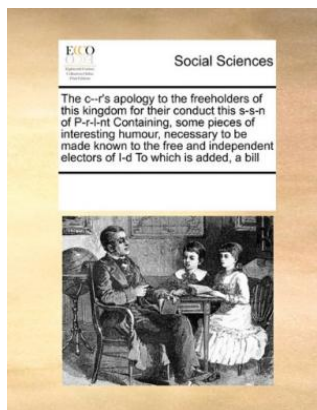 ECCO
Social Sciences
The c--r's apology to the freeholders of
this kingdom for their conduct this s-s-n
of P-r-l-nt Containing, some pieces of
interesting humour, necessary to be
made known to the free and independent
electors of I-d To which is added, a bill